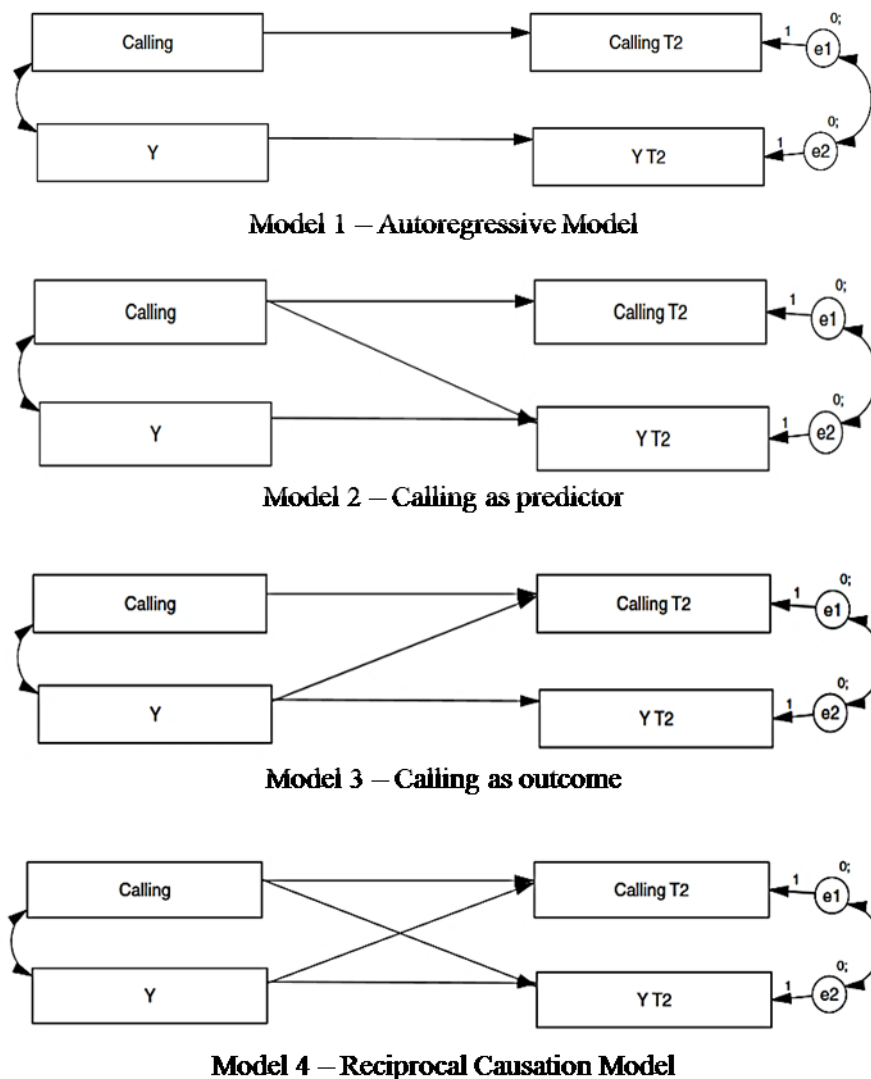 Calling
Calling T2
1
0;
e1
Y
Y T2
1
0;
e2
Model 1 – Autoregressive Model
Calling
Calling T2
1
0;
e1
Y
Y T2
1
0;
e2
Model 2 – Calling as predictor
Calling
Calling T2
1
0;
e1
Y
Y T2
1
0;
e2
Model 3 – Calling as outcome
Calling
Calling T2
1
0;
e1
Y
Y T2
1
0;
e2
Model 4 – Reciprocal Causation Model